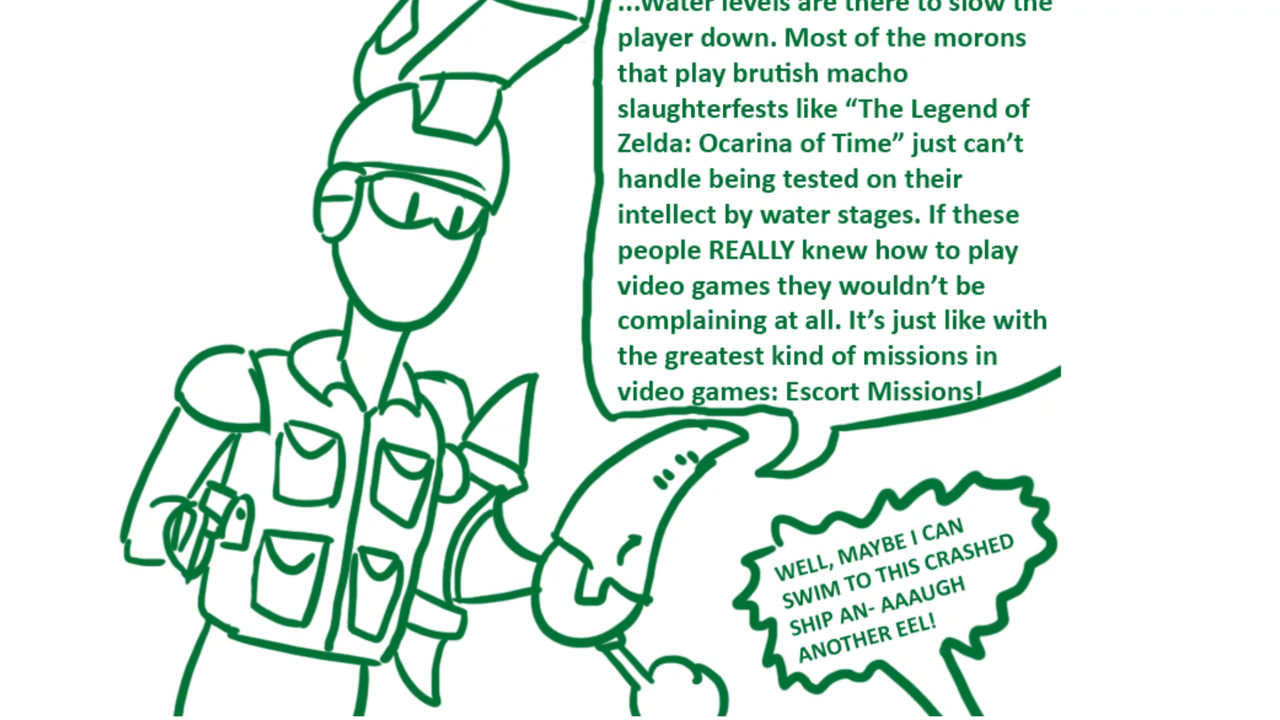 ...Water levels are there to slow the
player down. Most of the morons
that play brutish macho
slaughterfests like “The Legend of
Zelda: Ocarina of Time” just can’t
handle being tested on their
intellect by water stages. If these
people REALLY knew how to play
video games they wouldn’t be
complaining at all. It’s just like with
the greatest kind of missions in
video games: Escort Missions!
WELL, MAYBE I CAN
SWIM TO THIS CRASHED
SHIP AN- AAAUGH
ANOTHER EEL!